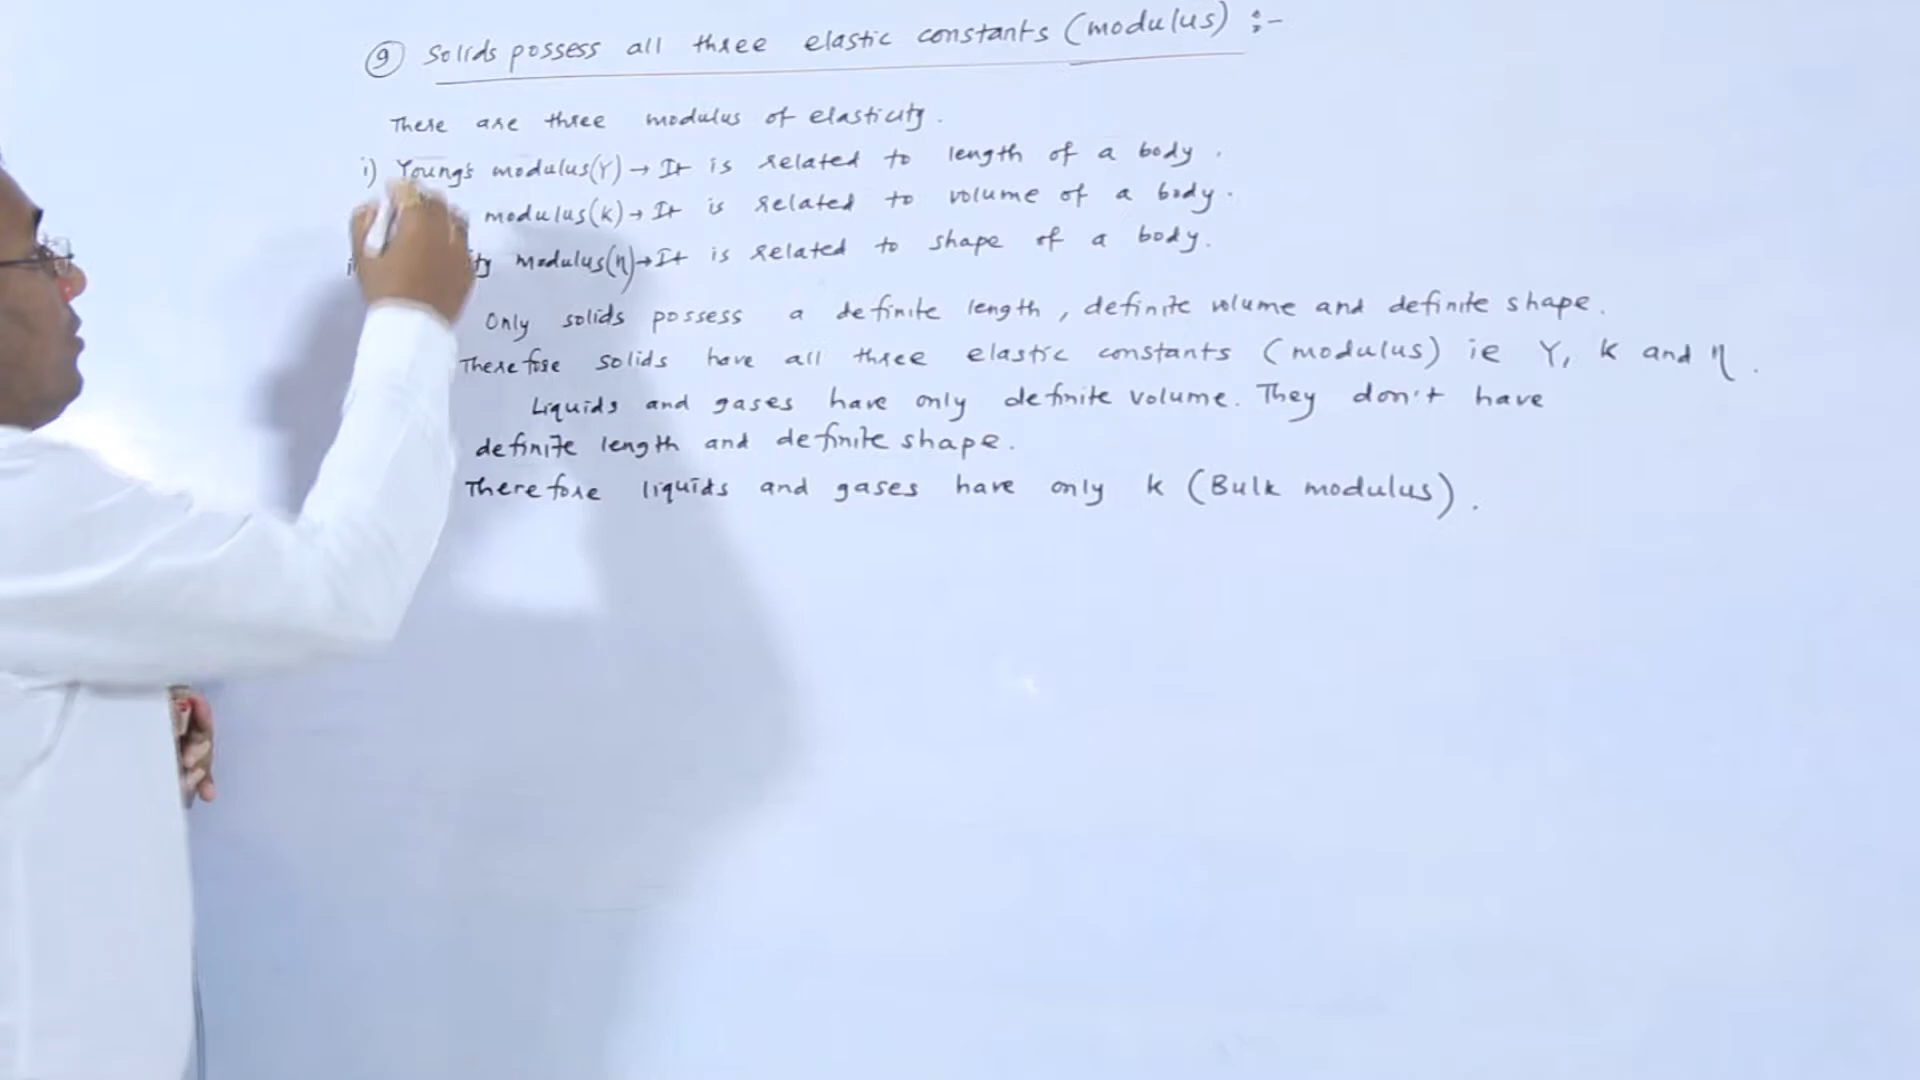 9 Solids possess all three elastic constants (modulus) :-
There are three modulus of elasticity.
i) Young's modulus(Y) → It is related to length of a body.
modulus(k) → It is related to volume of a body.
modulus(η) → It is related to shape of a body.
Only solids possess a definite length, definite volume and definite shape.
Therefore solids have all three elastic constants (modulus) ie Y, k and η.
Liquids and gases have only definite volume. They don't have
definite length and definite shape.
Therefore liquids and gases have only k (Bulk modulus).